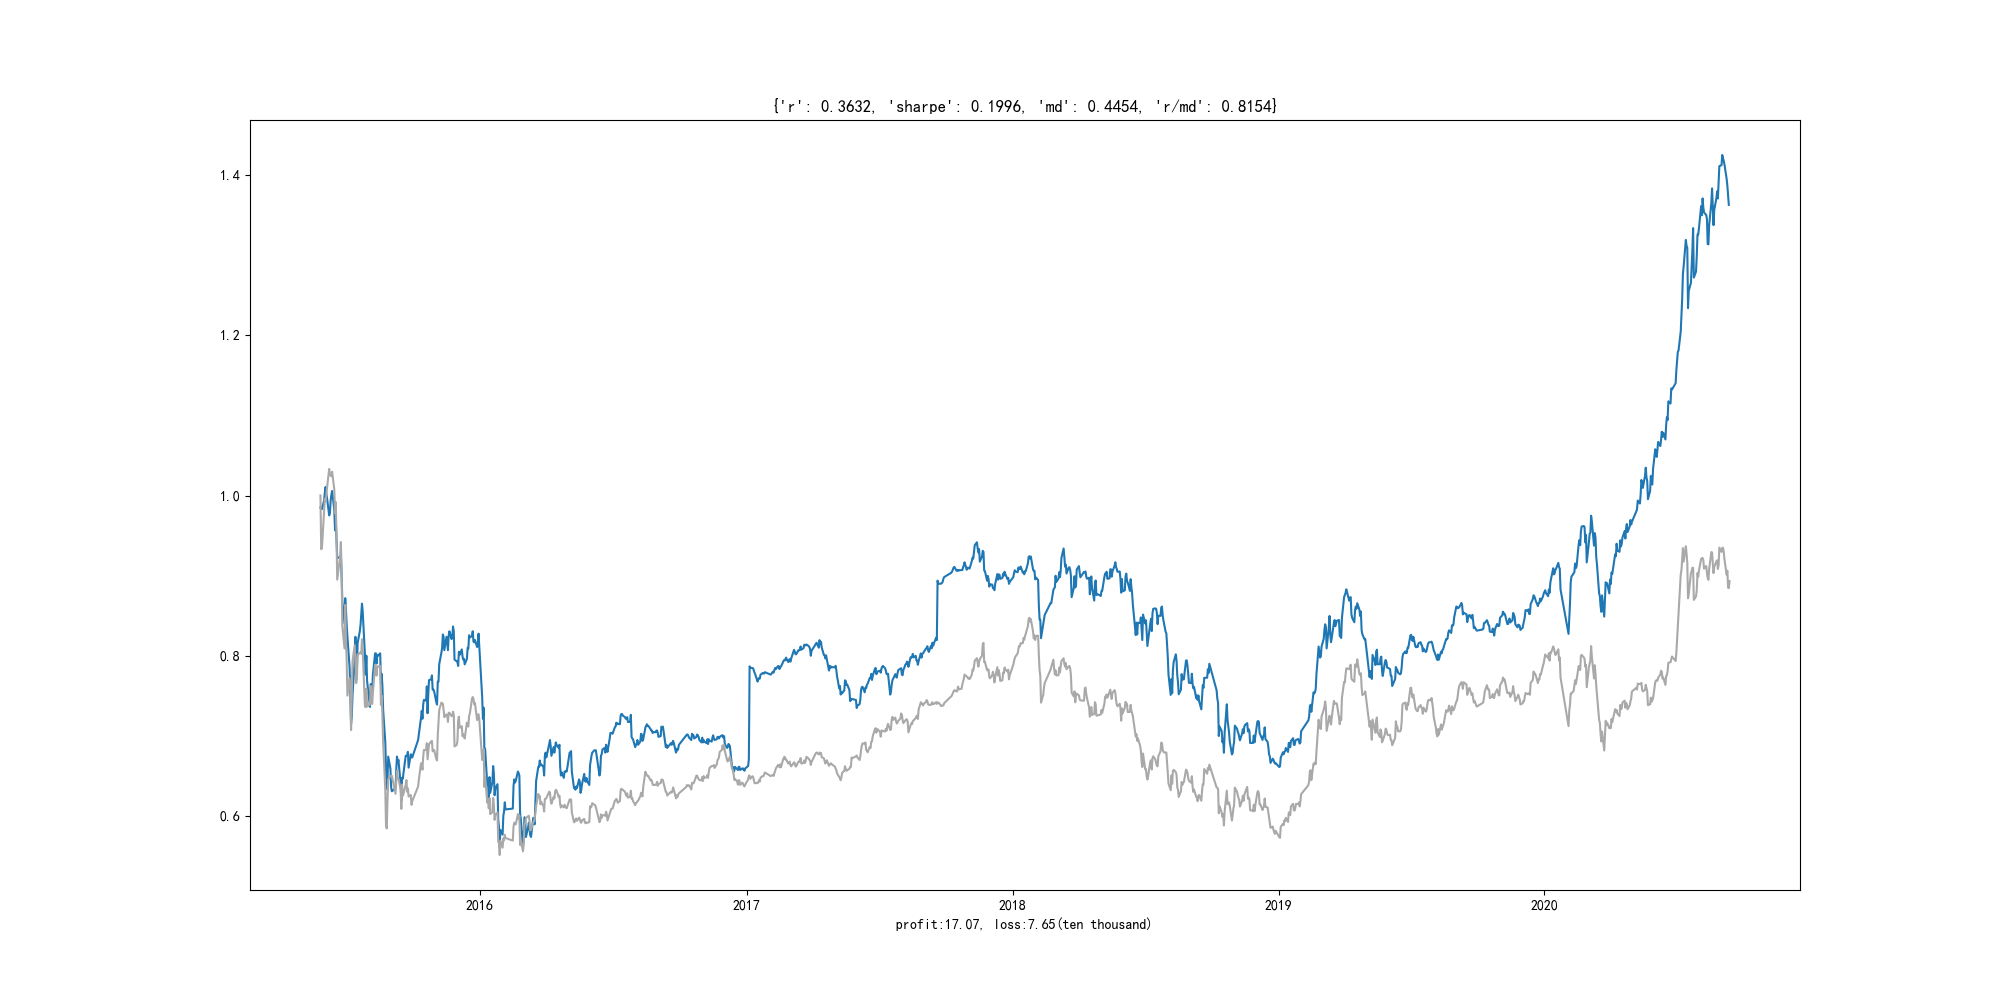 {'r': 0.3632, 'sharpe': 0.1996, 'md': 0.4454, 'r/md': 0.8154}
1.4
1.2
1.0
0.8
0.6
2016 2017 2018 2019 2020
profit:17.07, loss:7.65(ten thousand)